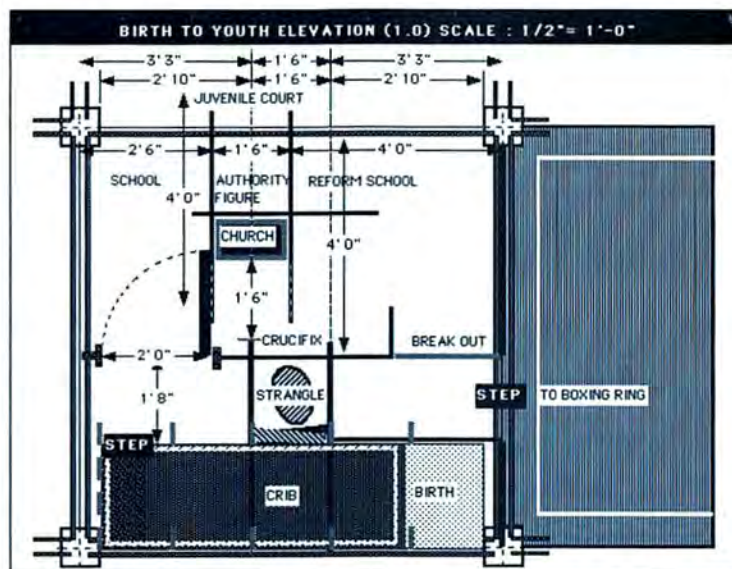 BIRTH TO YOUTH ELEVATION (1.0) SCALE : 1/2"= 1'-0"
3'3" 1'6" 3'3"
2'10" 1'6" 2'10"
JUVENILE COURT
2'6" 1'6" 4'0"
SCHOOL AUTHORITY FIGURE REFORM SCHOOL
4'0"
CHURCH
4'0"
1'6"
CRUCIFIX BREAK OUT
2'0"
STRANGLE STEP TO BOXING RING
1'8"
STEP
CRIB BIRTH